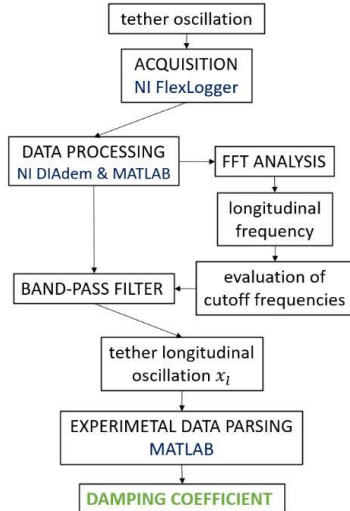 tether oscillation
ACQUISITION
NI FlexLogger
DATA PROCESSING
NI DIAdem & MATLAB
FFT ANALYSIS
longitudinal
frequency
evaluation of
cutoff frequencies
BAND-PASS FILTER
tether longitudinal
oscillation x_l
EXPERIMETAL DATA PARSING
MATLAB
DAMPING COEFFICIENT